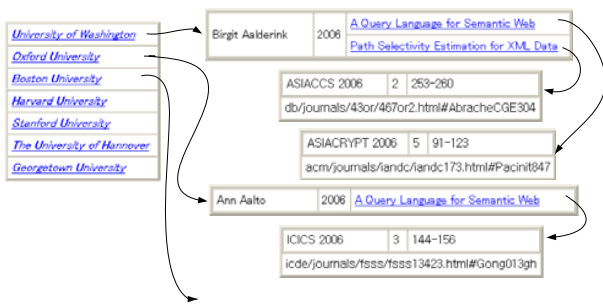 University of Washington
Oxford University
Boston University
Harvard University
Stanford University
The University of Hannover
Georgetown University
Birgit Aalderink 2006 A Query Language for Semantic Web
Path Selectivity Estimation for XML Data
ASIACCS 2006 2 253-260
db/journals/43or/467or2.html#AbracheCGE304
ASIACRYPT 2006 5 91-123
acm/journals/iandc/iandc173.html#Pacinit847
Ann Aalto 2006 A Query Language for Semantic Web
ICICS 2006 3 144-156
icde/journals/fsss/fsss13423.html#Gong013gh